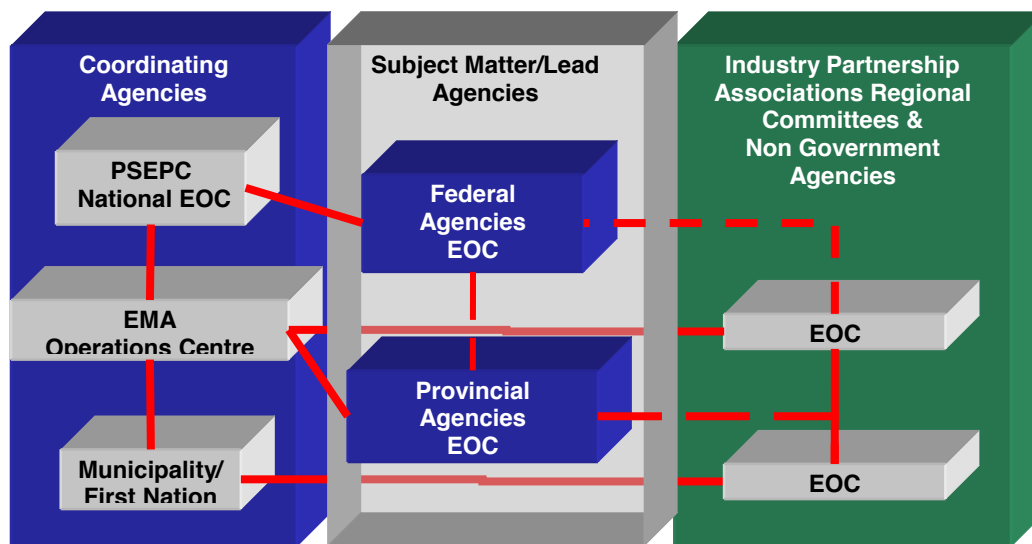 Coordinating
Agencies
PSEPC
National EOC
EMA
Operations Centre
Municipality/
First Nation
Subject Matter/Lead
Agencies
Federal
Agencies
EOC
Provincial
Agencies
EOC
Industry Partnership
Associations Regional
Committees &
Non Government
Agencies
EOC
EOC